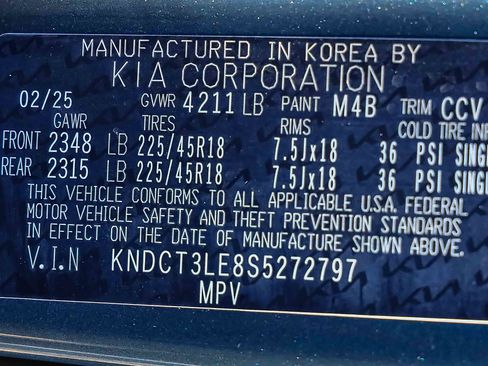 MANUFACTURED IN KOREA BY
KIA CORPORATION
02/25 GVWR 4211 LB PAINT M4B TRIM CCV
GAWR TIRES RIMS COLD TIRE INF
FRONT 2348 LB 225/45R18 7.5Jx18 36 PSI SINGL
REAR 2315 LB 225/45R18 7.5Jx18 36 PSI SINGL
THIS VEHICLE CONFORMS TO ALL APPLICABLE U.S.A. FEDERAL
MOTOR VEHICLE SAFETY AND THEFT PREVENTION STANDARDS
IN EFFECT ON THE DATE OF MANUFACTURE SHOWN ABOVE.
V.I.N KNDCT3LE8S5272797
MPV